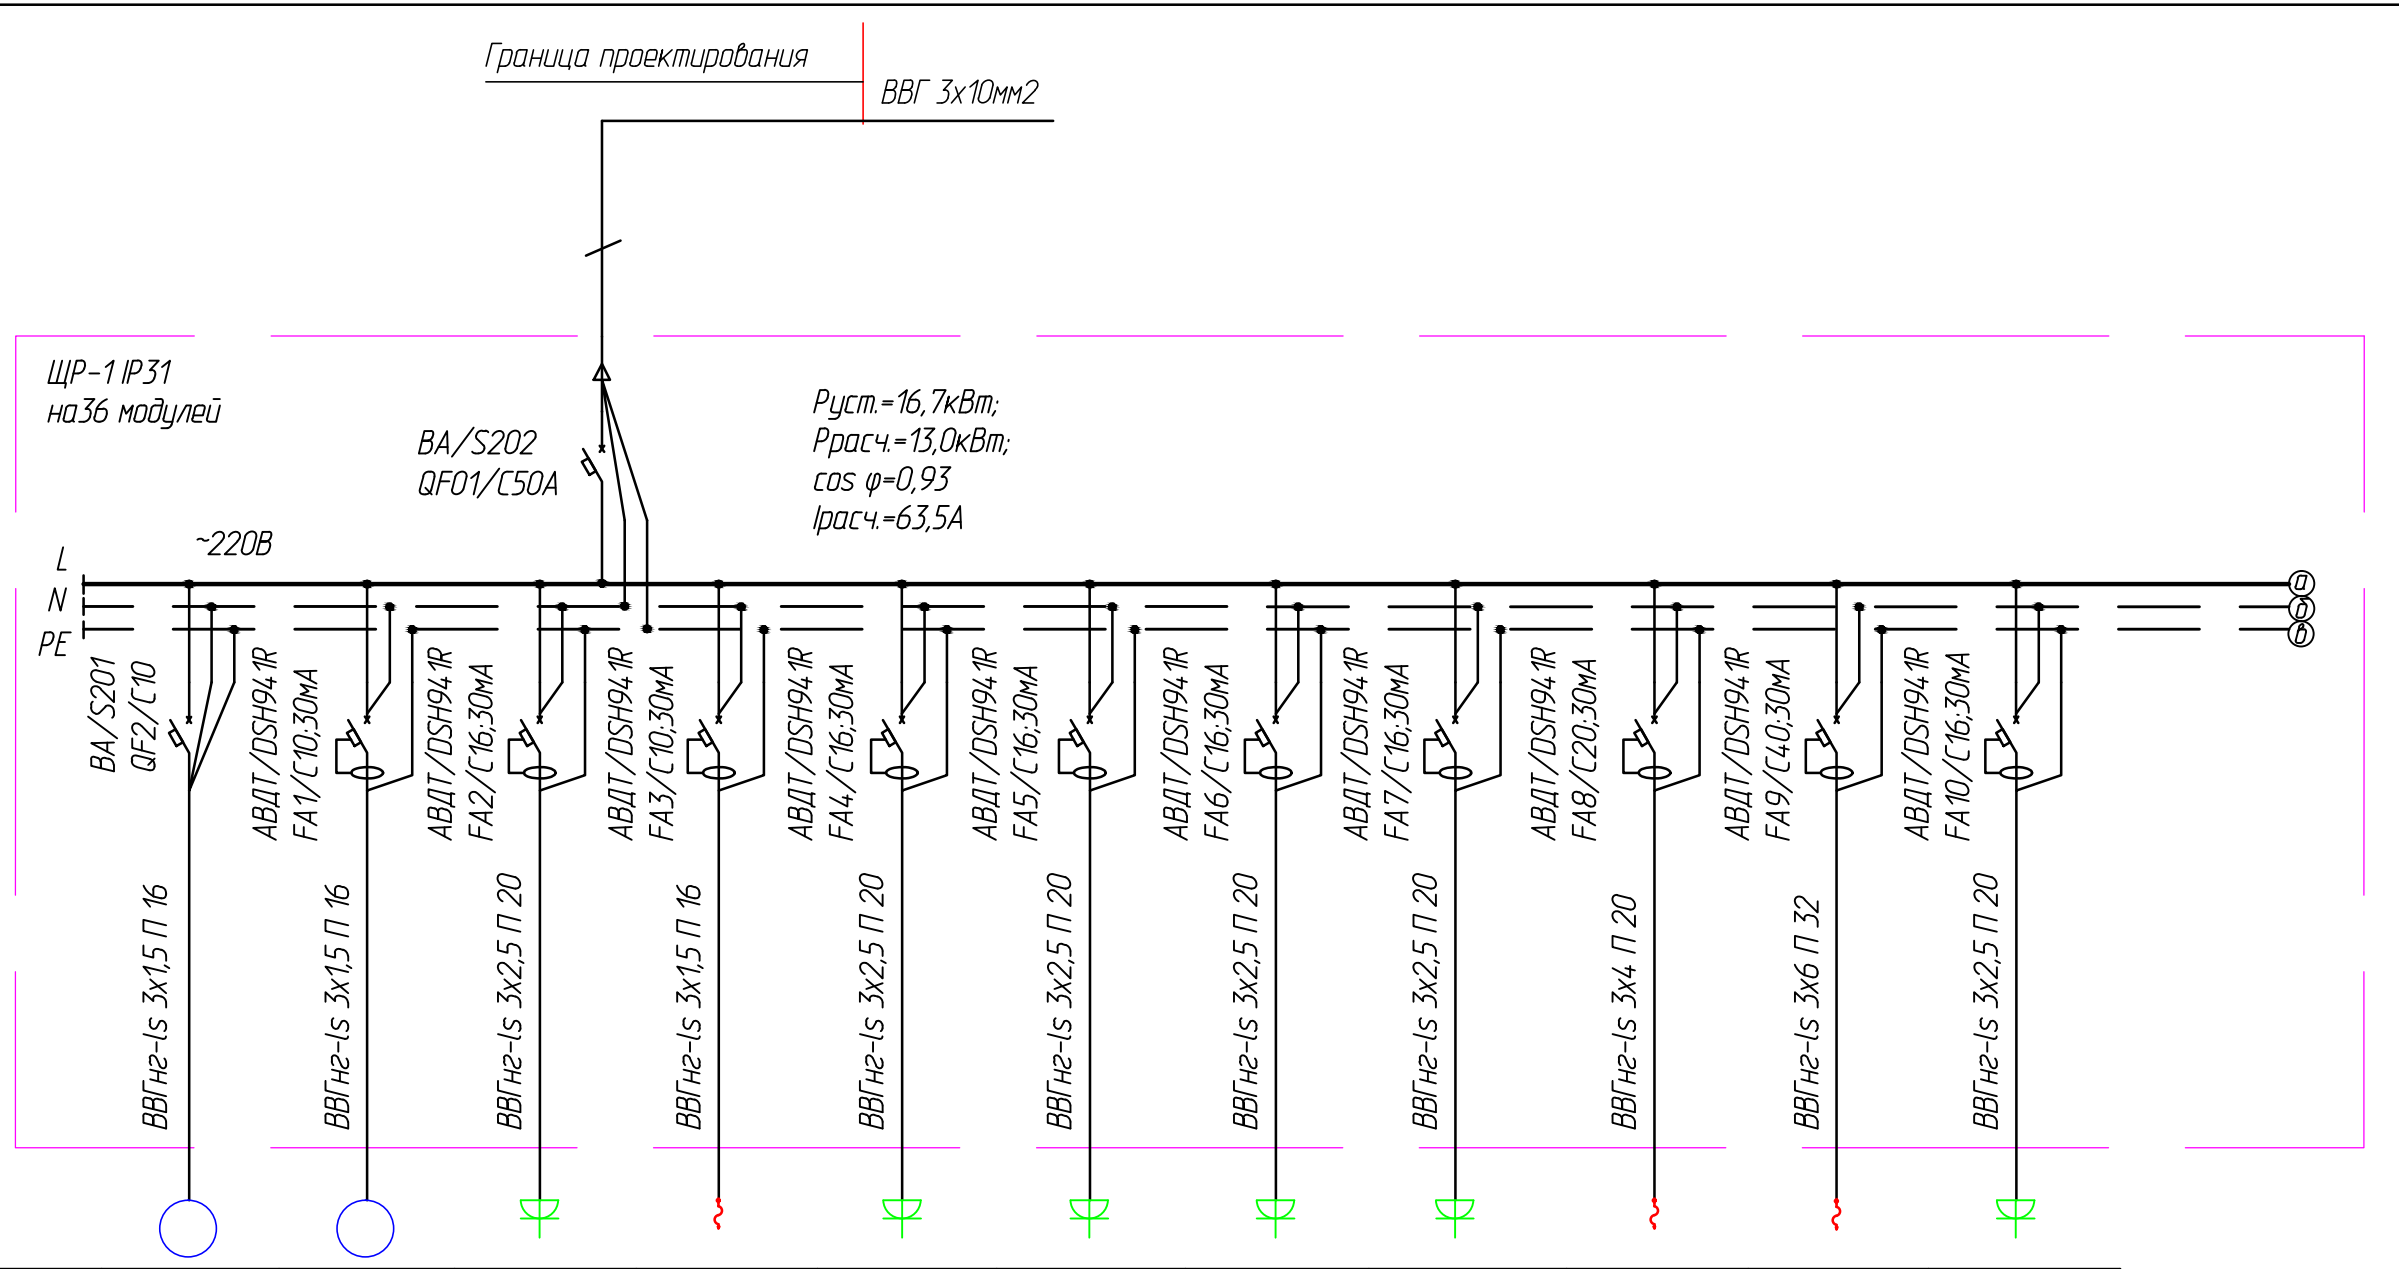 Граница проектирования
ВВГ 3х10мм2
ЩР-1 IP31
на36 модулей
ВА/S202
QF01/C50A
Руст.=16,7кВт;
Ррасч.=13,0кВт;
cos φ=0,93
Iрасч.=63,5А
~220В
L
N
PE
а
б
в
ВА/S201
QF2/C10
АВДТ/DSH941R
FA1/C10;30мА
АВДТ/DSH941R
FA2/C16;30мА
АВДТ/DSH941R
FA3/C10;30мА
АВДТ/DSH941R
FA4/C16;30мА
АВДТ/DSH941R
FA5/C16;30мА
АВДТ/DSH941R
FA6/C16;30мА
АВДТ/DSH941R
FA7/C16;30мА
АВДТ/DSH941R
FA8/C20;30мА
АВДТ/DSH941R
FA9/C40;30мА
АВДТ/DSH941R
FA10/C16;30мА
ВВГнг-ls 3х1,5 П 16
ВВГнг-ls 3х1,5 П 16
ВВГнг-ls 3х2,5 П 20
ВВГнг-ls 3х1,5 П 16
ВВГнг-ls 3х2,5 П 20
ВВГнг-ls 3х2,5 П 20
ВВГнг-ls 3х2,5 П 20
ВВГнг-ls 3х2,5 П 20
ВВГнг-ls 3х4 П 20
ВВГнг-ls 3х6 П 32
ВВГнг-ls 3х2,5 П 20